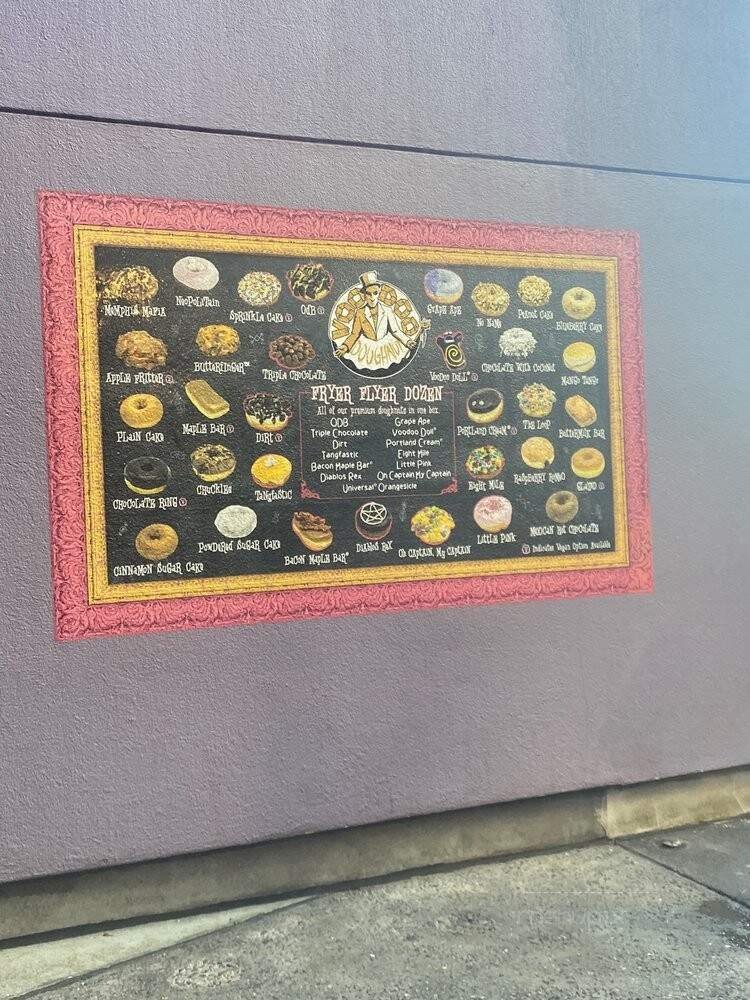 Memphis Mafia
Neopolitain
Sprinkle Cake Ⓥ
ODB Ⓥ
VOODOO
DOUGHNUT
Grape Ape
No Name
Peanut Cake
Blueberry Cake
Apple Fritter Ⓥ
Butterfinger™
Triple Chocolate
Voodoo Doll® Ⓥ
Chocolate with Coconut
Mango Tango
Plain Cake
Maple Bar Ⓥ
Dirt Ⓥ
FRYER FLYER DOZEN
All of our premium doughnuts in one box.
ODB Grape Ape
Triple Chocolate Voodoo Doll®
Dirt Portland Cream®
Tangfastic Eight Mile
Bacon Maple Bar® Little Pink
Diablos Rex Oh Captain My Captain
Universal® Orangesicle
Portland Cream® Ⓥ
The Loop
Buttermilk Bar
Chocolate Ring Ⓥ
Chuckles
Tangfastic
Eight Mile
Raspberry Romeo
Glazed Ⓥ
Cinnamon Sugar Cake
Powdered Sugar Cake
Bacon Maple Bar®
Diablos Rex
Oh Captain, My Captain
Little Pink
Mexican Hot Chocolate
Ⓥ Indicates Vegan Option Available